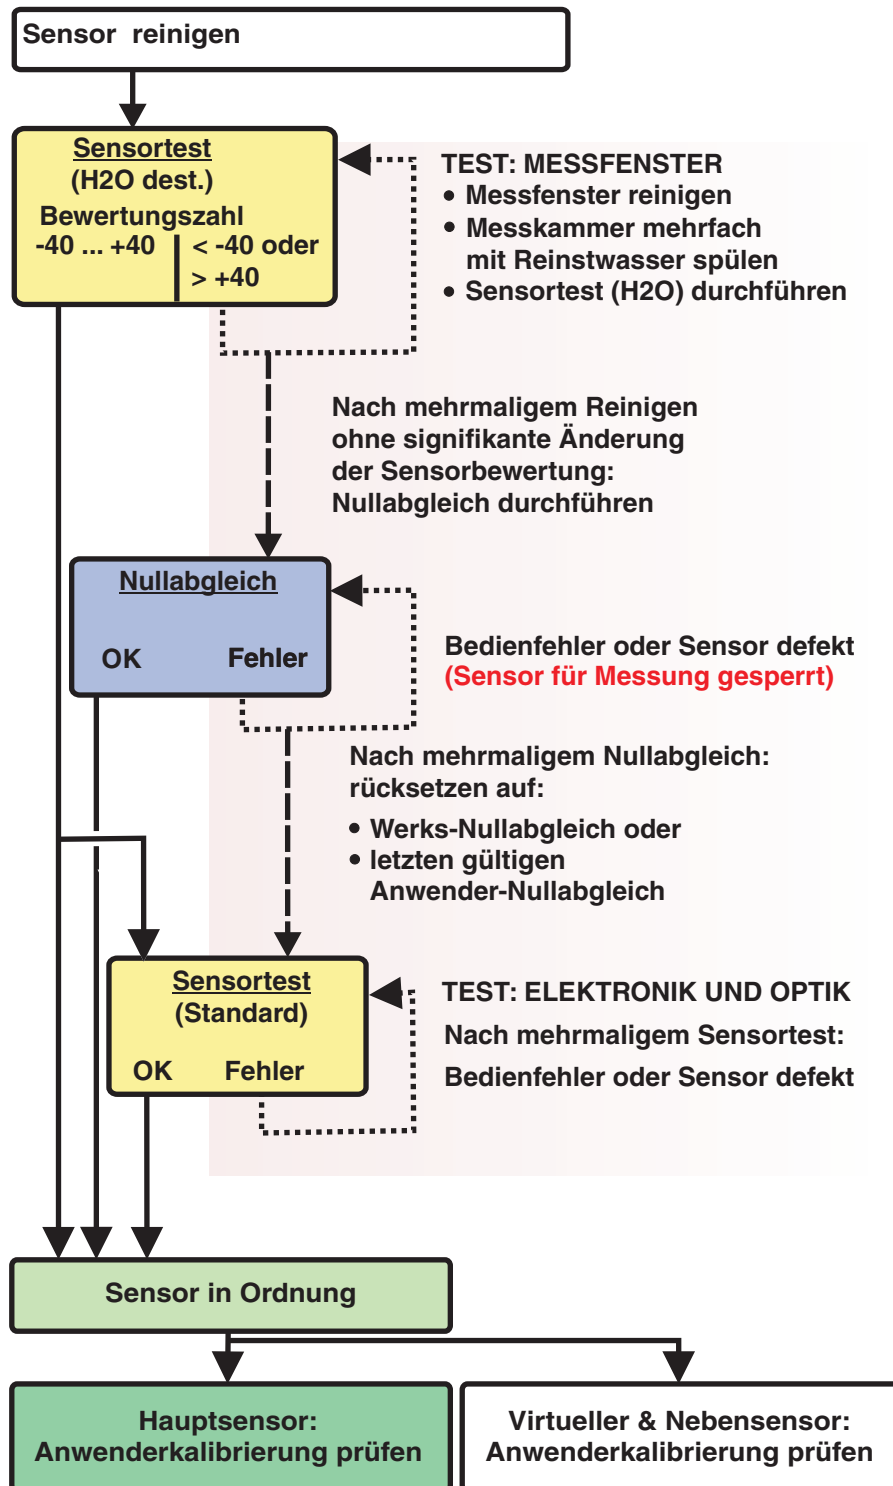 Sensor reinigen
Sensortest
(H2O dest.)
Bewertungszahl
-40 ... +40
< -40 oder
> +40
TEST: MESSFENSTER
• Messfenster reinigen
• Messkammer mehrfach
mit Reinstwasser spülen
• Sensortest (H2O) durchführen
Nach mehrmaligem Reinigen
ohne signifikante Änderung
der Sensorbewertung:
Nullabgleich durchführen
Nullabgleich
OK
Fehler
Bedienfehler oder Sensor defekt
(Sensor für Messung gesperrt)
Nach mehrmaligem Nullabgleich:
rücksetzen auf:
• Werks-Nullabgleich oder
• letzten gültigen
Anwender-Nullabgleich
Sensortest
(Standard)
OK
Fehler
TEST: ELEKTRONIK UND OPTIK
Nach mehrmaligem Sensortest:
Bedienfehler oder Sensor defekt
Sensor in Ordnung
Hauptsensor:
Anwenderkalibrierung prüfen
Virtueller & Nebensensor:
Anwenderkalibrierung prüfen